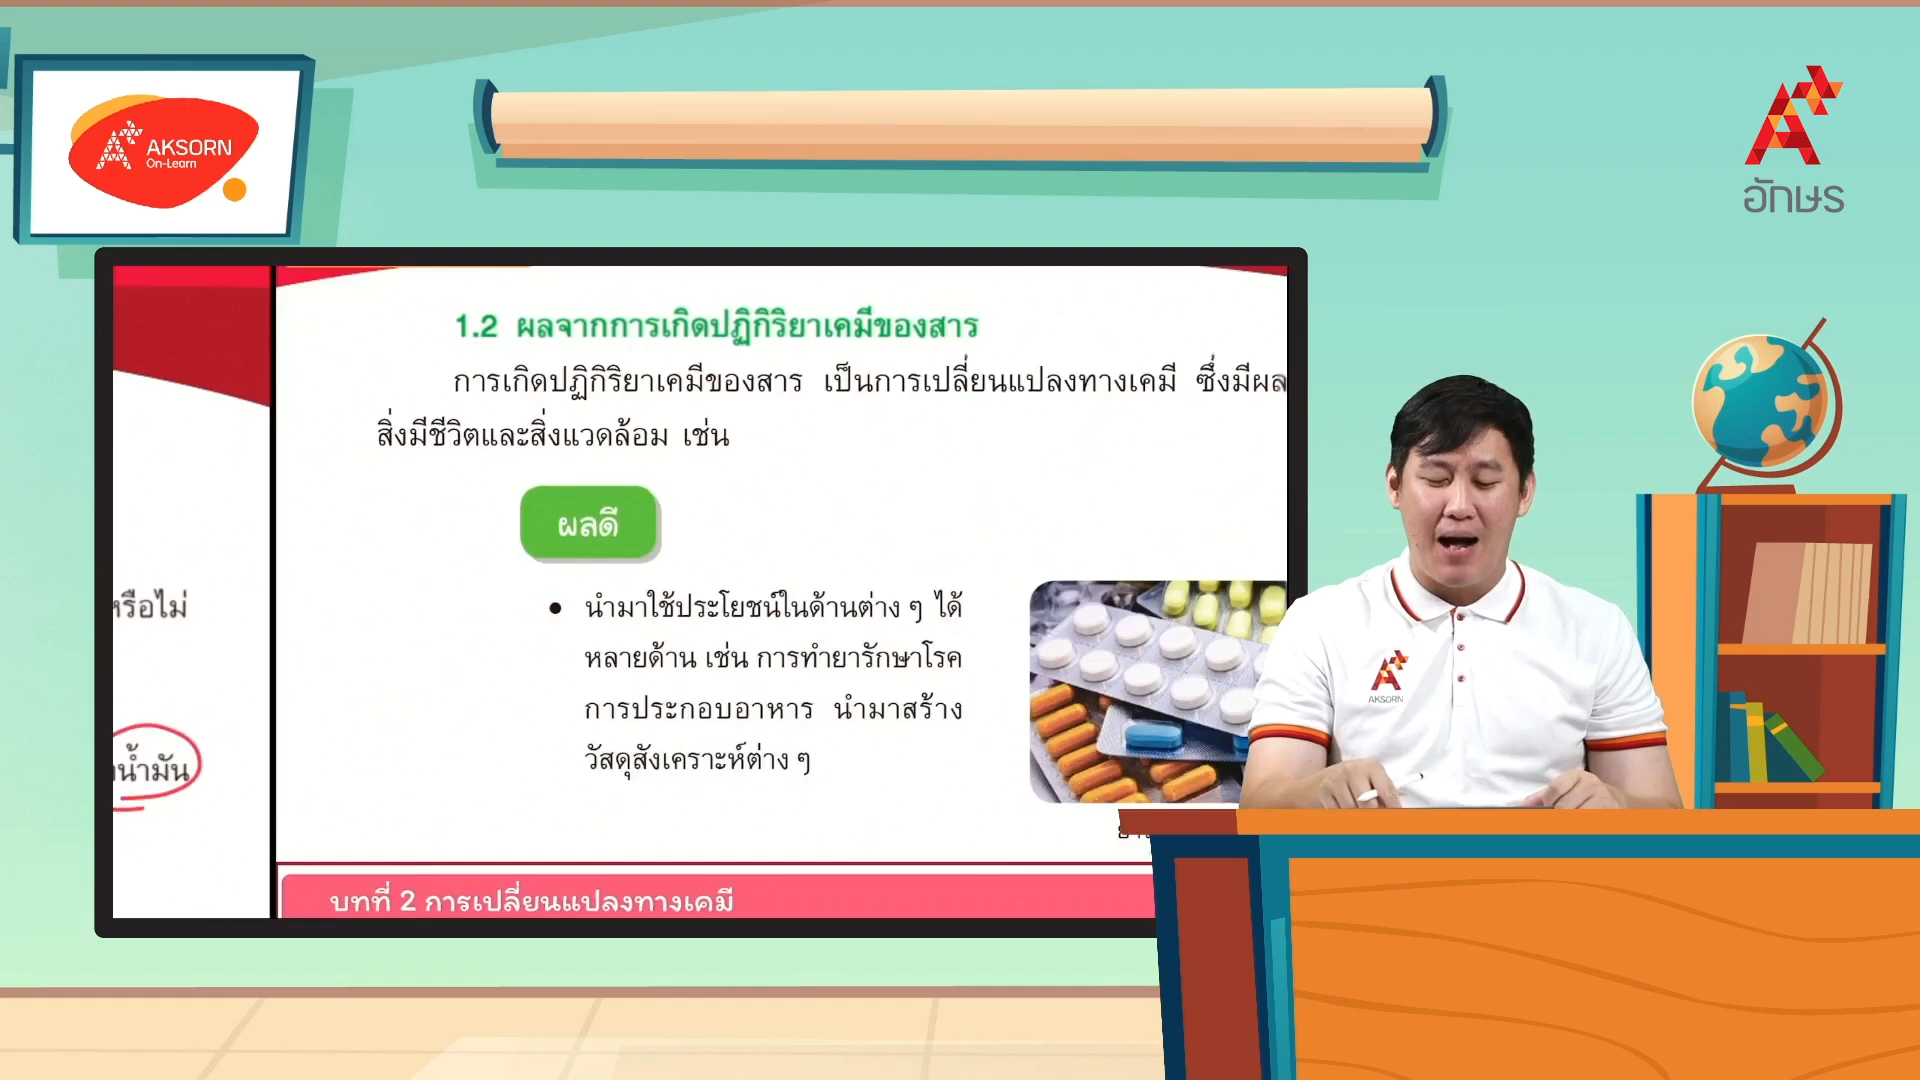 AKSORN
On-Learn
อักษร
1.2 ผลจากการเกิดปฏิกิริยาเคมีของสาร
การเกิดปฏิกิริยาเคมีของสาร เป็นการเปลี่ยนแปลงทางเคมี ซึ่งมีผล
สิ่งมีชีวิตและสิ่งแวดล้อม เช่น
ผลดี
• นำมาใช้ประโยชน์ในด้านต่าง ๆ ได้
หลายด้าน เช่น การทำยารักษาโรค
การประกอบอาหาร นำมาสร้าง
วัสดุสังเคราะห์ต่าง ๆ
หรือไม่
น้ำมัน
บทที่ 2 การเปลี่ยนแปลงทางเคมี
AKSORN